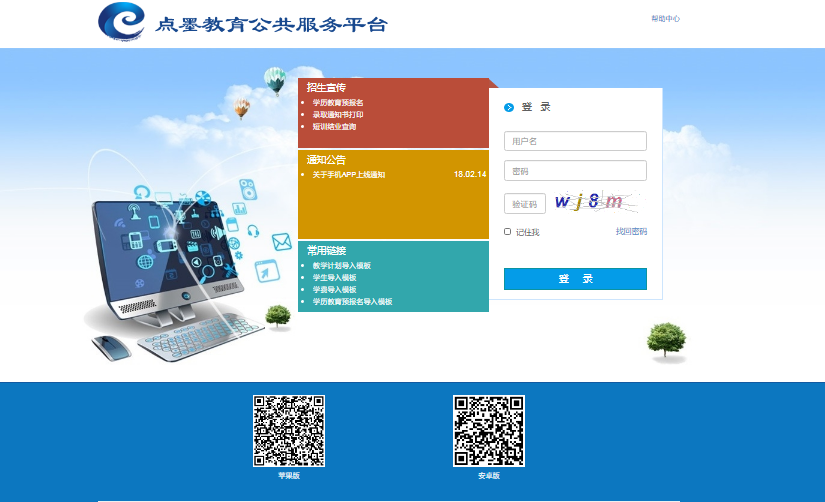 点墨教育公共服务平台
帮助中心
招生宣传
学历教育预报名
录取通知书打印
短训结业查询
通知公告
关于手机APP上线通知 18.02.14
常用链接
教学计划导入模板
学生导入模板
学费导入模板
学历教育预报名导入模板
登 录
用户名
密码
验证码 wj8m
记住我 找回密码
登 录
苹果版 安卓版